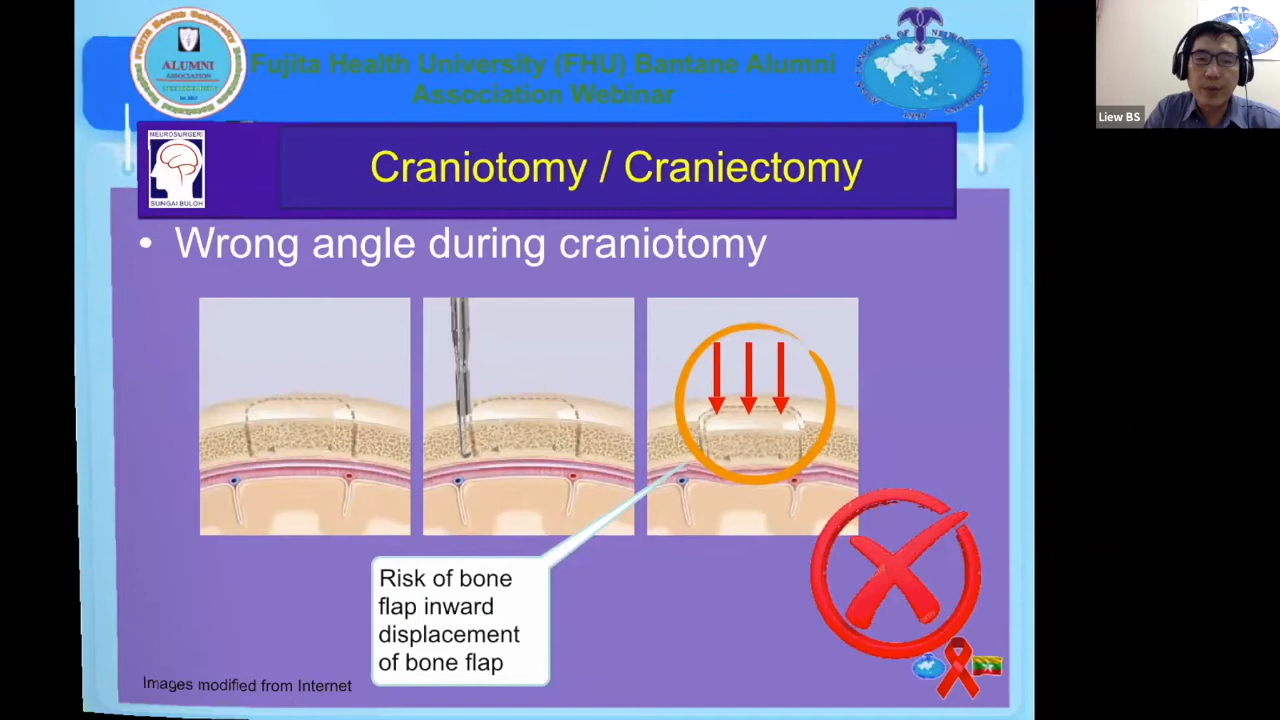 Fujita Health University (FHU) Bantane Alumni
Association Webinar
ALUMNI
ASSOCIATION
NEUROSURGERI
SUNGAI BULOH
Craniotomy / Craniectomy
• Wrong angle during craniotomy
Risk of bone
flap inward
displacement
of bone flap
Images modified from Internet
Liew BS